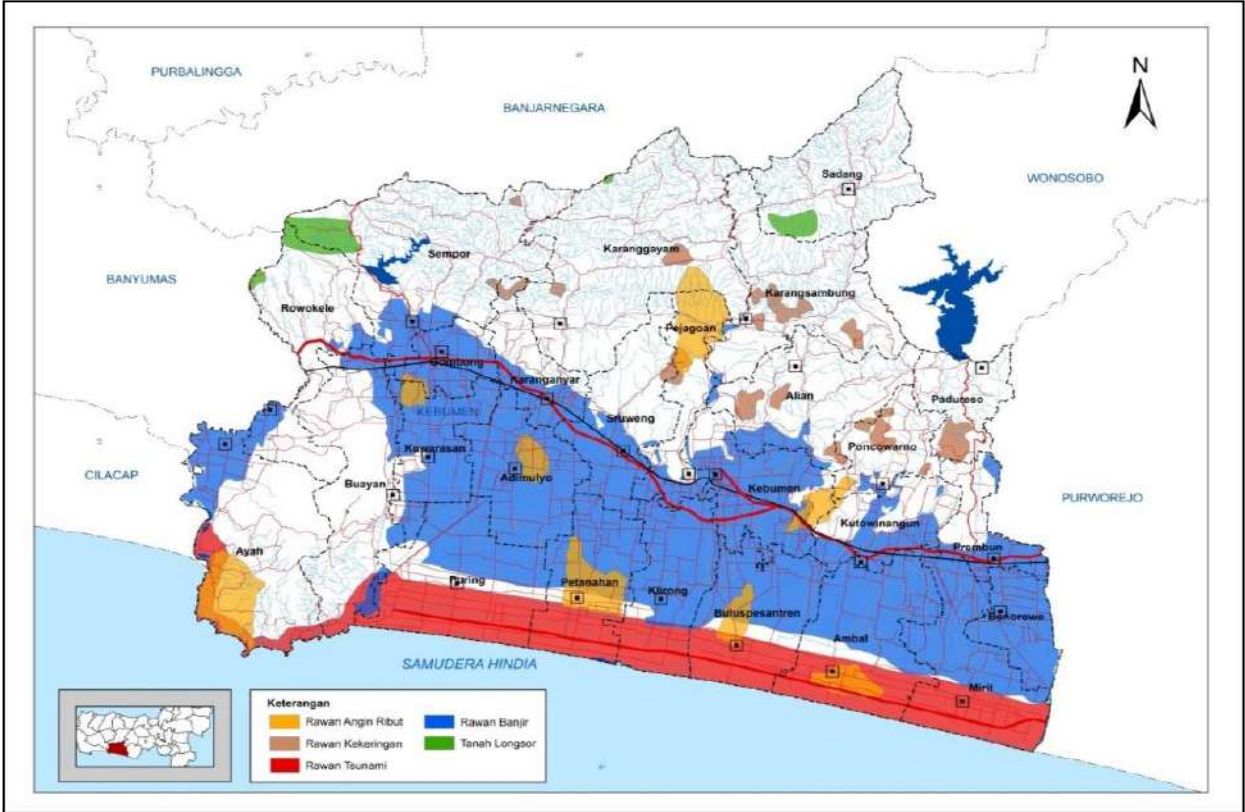 N
PURBALINGGA
BANJARNEGARA
WONOSOBO
Sadang
Karanggayam
Sempor
BANYUMAS
Karangsambung
Rowokele
Pejagoan
Gombong
Karanganyar
Alian
Padureso
KEBUMEN
Sruweng
Poncowarno
Kuwarasan
CILACAP
Adimulyo
Buayan
Kebumen
PURWOREJO
Kutowinangun
Ayah
Prembun
Puring
Petanahan
Klirong
Buluspesantren
Bonorowo
Ambal
SAMUDERA HINDIA
Mirit
Keterangan
Rawan Angin Ribut
Rawan Banjir
Rawan Kekeringan
Tanah Longsor
Rawan Tsunami